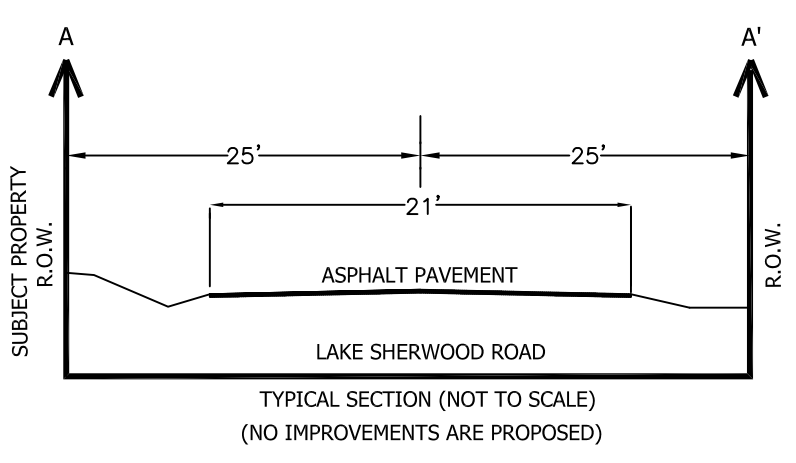 A
A'
25'
25'
21'
SUBJECT PROPERTY
R.O.W.
R.O.W.
ASPHALT PAVEMENT
LAKE SHERWOOD ROAD
TYPICAL SECTION (NOT TO SCALE)
(NO IMPROVEMENTS ARE PROPOSED)